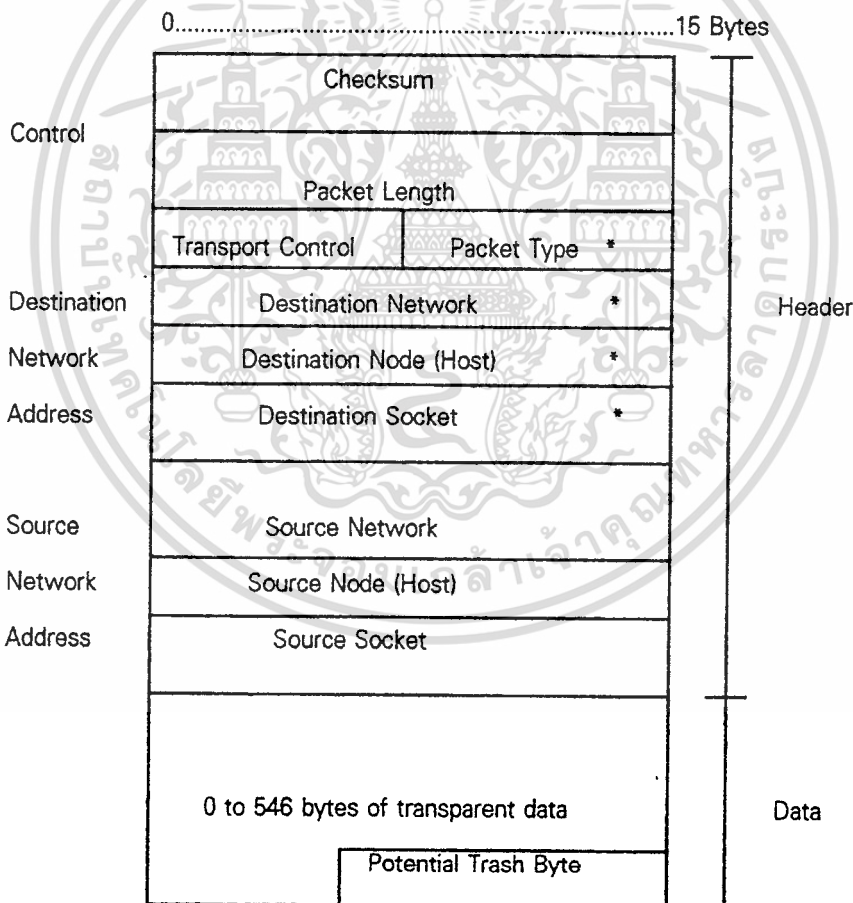 0...............................................................................15 Bytes
Checksum
Control
Packet Length
Transport Control Packet Type *
Destination Destination Network * Header
Network Destination Node (Host) *
Address Destination Socket *
Source Source Network
Network Source Node (Host)
Address Source Socket
0 to 546 bytes of transparent data Data
Potential Trash Byte